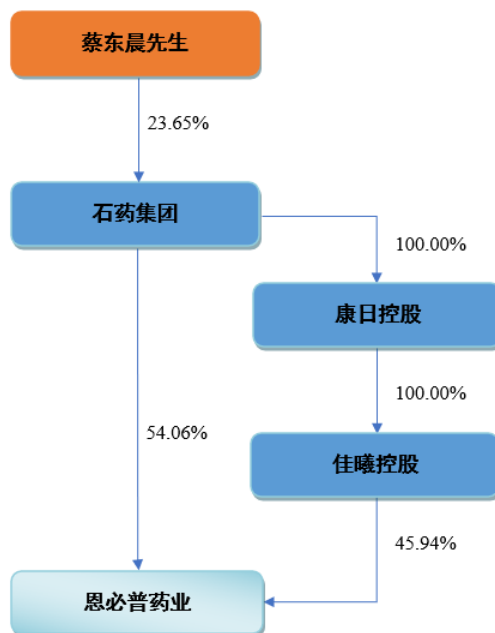 蔡东晨先生
23.65%
石药集团
100.00%
康日控股
100.00%
54.06%
佳曦控股
45.94%
恩必普药业